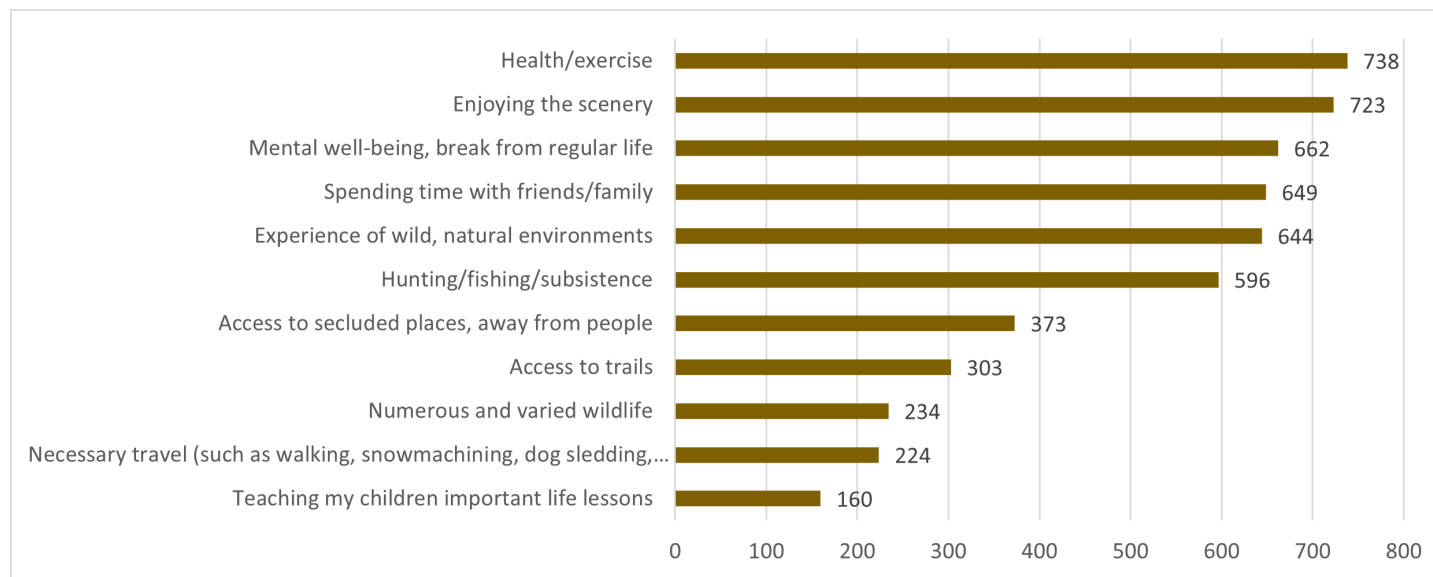 Health/exercise 738
Enjoying the scenery 723
Mental well-being, break from regular life 662
Spending time with friends/family 649
Experience of wild, natural environments 644
Hunting/fishing/subsistence 596
Access to secluded places, away from people 373
Access to trails 303
Numerous and varied wildlife 234
Necessary travel (such as walking, snowmachining, dog sledding,... 224
Teaching my children important life lessons 160
0 100 200 300 400 500 600 700 800